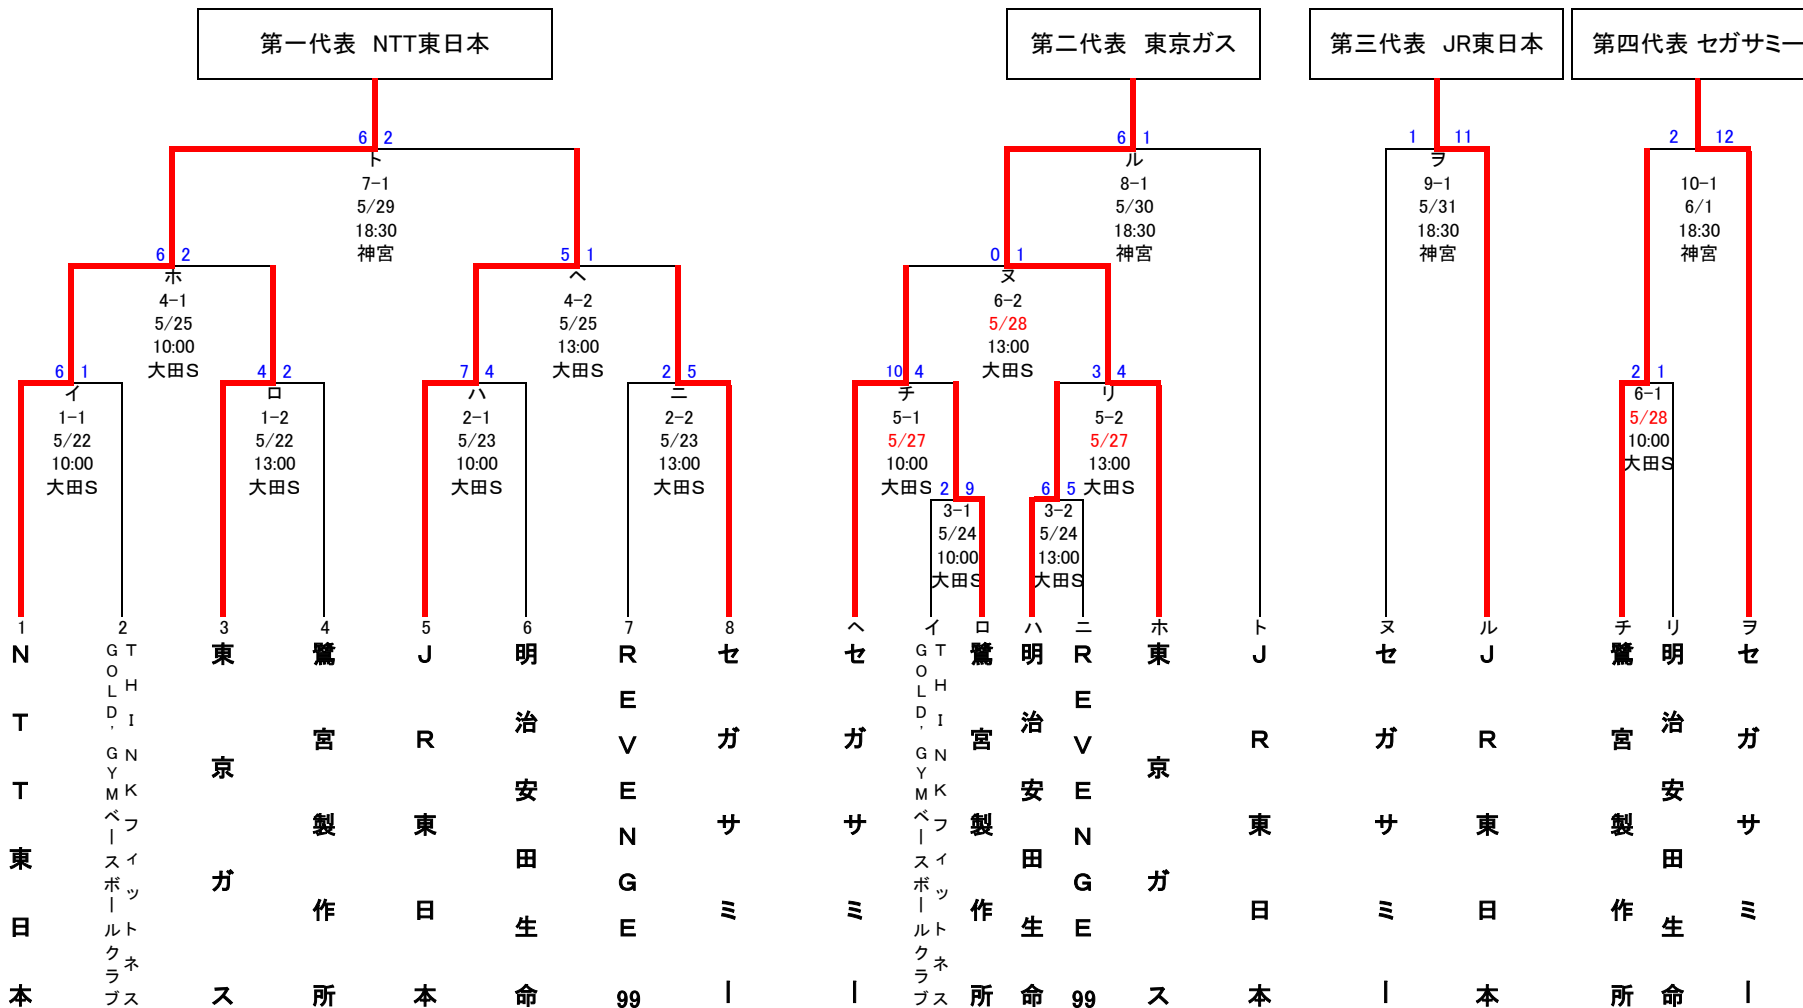 第一代表 NTT東日本
第二代表 東京ガス
第三代表 JR東日本
第四代表 セガサミー
6 2
ト
7-1
5/29
18:30
神宮
6 1
ル
8-1
5/30
18:30
神宮
1 11
ヲ
9-1
5/31
18:30
神宮
2 12
10-1
6/1
18:30
神宮
6 2
ホ
4-1
5/25
10:00
大田S
5 1
ヘ
4-2
5/25
13:00
大田S
0 1
ヌ
6-2
5/28
13:00
大田S
6 1
イ
1-1
5/22
10:00
大田S
4 2
ロ
1-2
5/22
13:00
大田S
7 4
ハ
2-1
5/23
10:00
大田S
2 5
ニ
2-2
5/23
13:00
大田S
10 4
チ
5-1
5/27
10:00
大田S
3 4
リ
5-2
5/27
13:00
大田S
2 1
6-1
5/28
10:00
大田S
2 9
3-1
5/24
10:00
大田S
6 5
3-2
5/24
13:00
大田S
1
NTT東日本
2
THINKフィットネス
GOLD'GYMベースボールクラブ
3
東京ガス
4
鷺宮製作所
5
JR東日本
6
明治安田生命
7
REVENGE99
8
セガサミー
ヘ
セガサミー
イ
THINKフィットネス
GOLD'GYMベースボールクラブ
ロ
鷺宮製作所
ハ
明治安田生命
ニ
REVENGE99
ホ
東京ガス
ト
JR東日本
ヌ
セガサミー
ル
JR東日本
チ
鷺宮製作所
リ
明治安田生命
ヲ
セガサミー